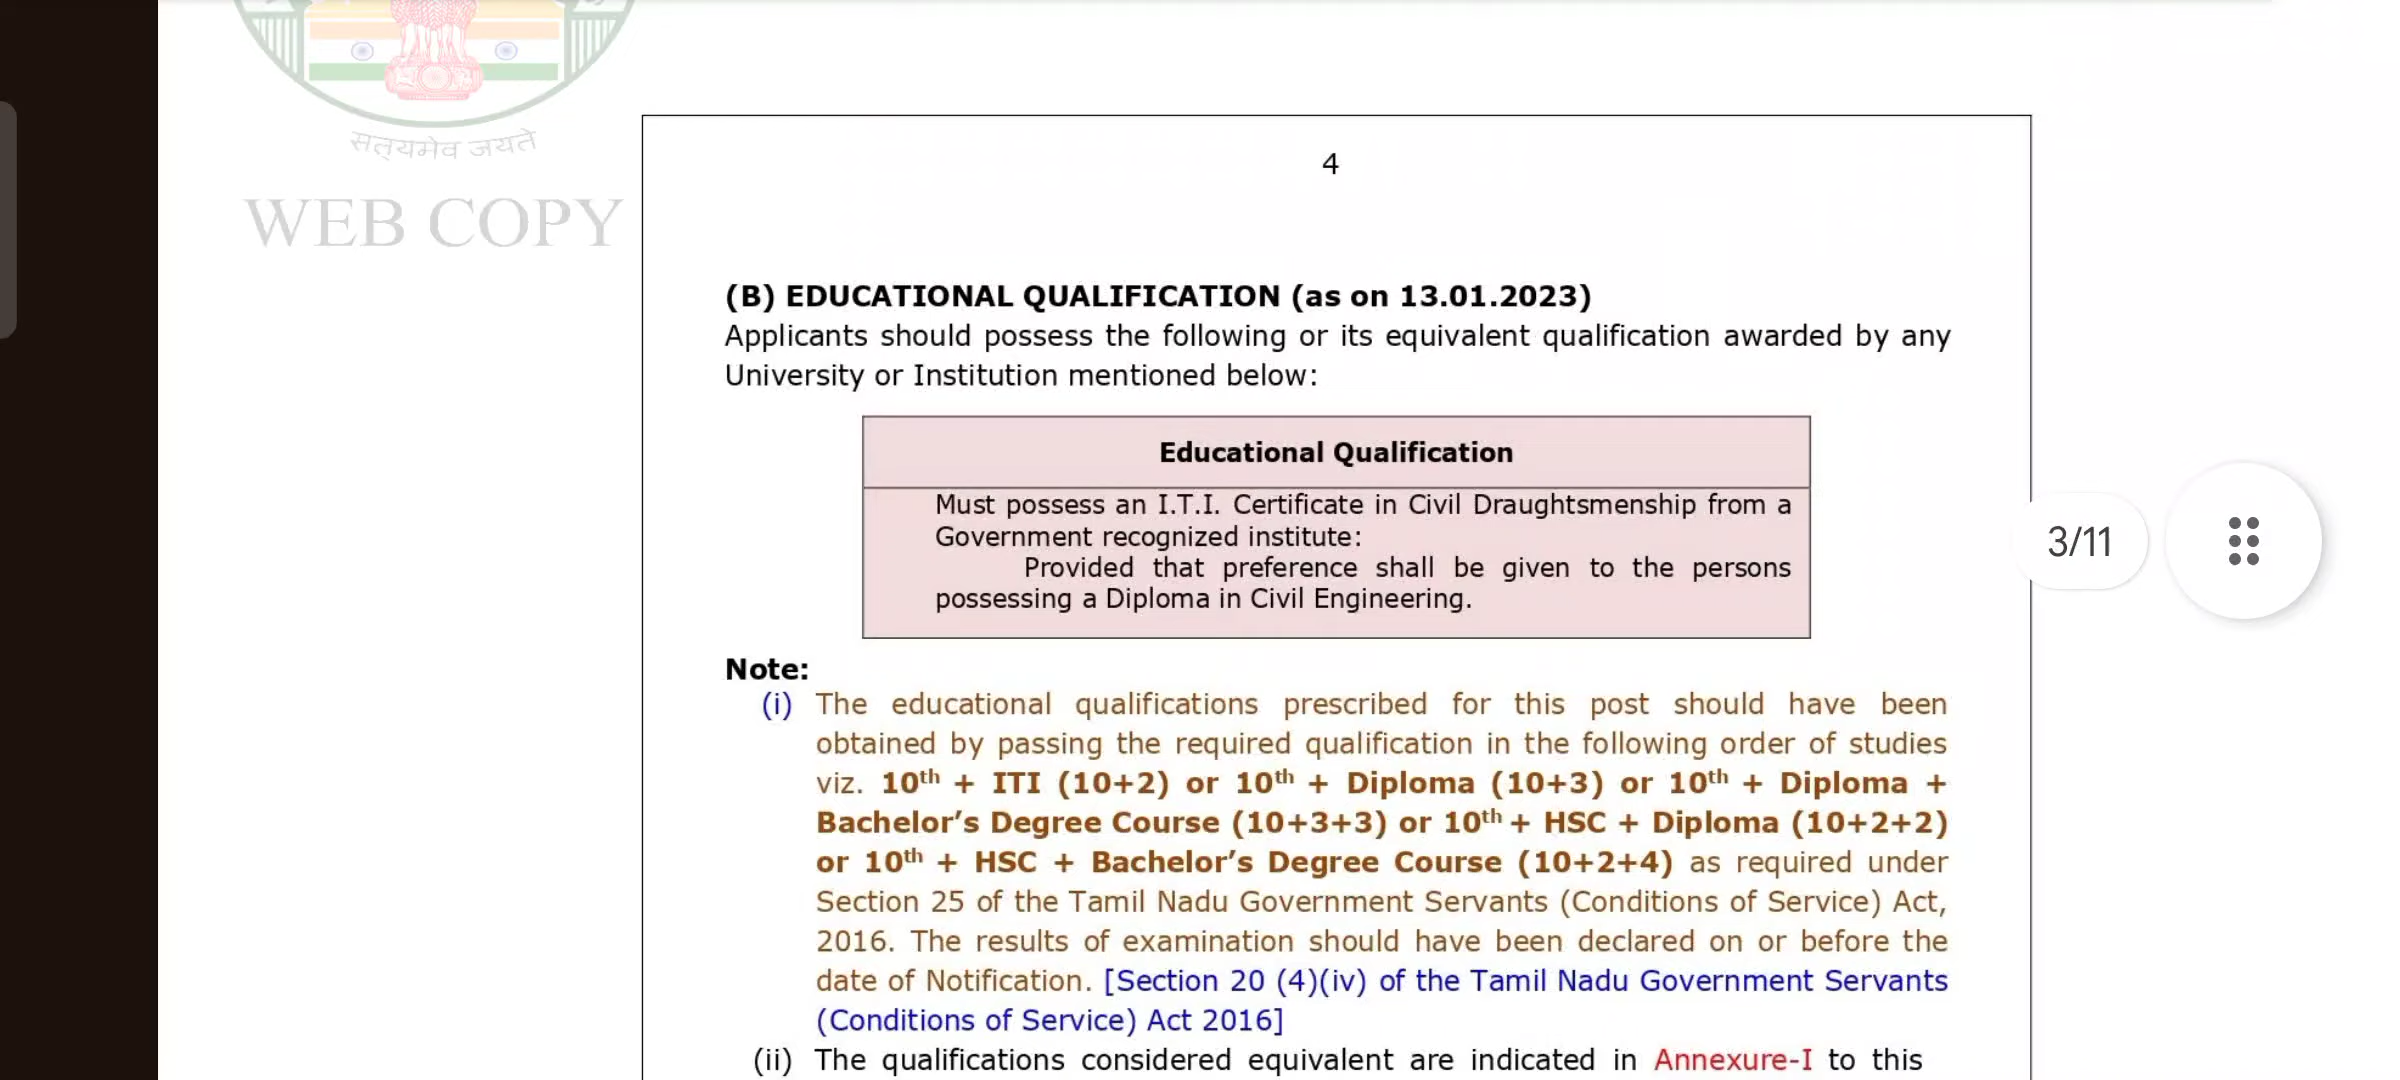 सत्यमेव जयते
WEB COPY
4
(B) EDUCATIONAL QUALIFICATION (as on 13.01.2023)
Applicants should possess the following or its equivalent qualification awarded by any
University or Institution mentioned below:
Educational Qualification
Must possess an I.T.I. Certificate in Civil Draughtsmenship from a
Government recognized institute:
Provided that preference shall be given to the persons
possessing a Diploma in Civil Engineering.
3/11
Note:
(i) The educational qualifications prescribed for this post should have been
obtained by passing the required qualification in the following order of studies
viz. 10th + ITI (10+2) or 10th + Diploma (10+3) or 10th + Diploma +
Bachelor’s Degree Course (10+3+3) or 10th + HSC + Diploma (10+2+2)
or 10th + HSC + Bachelor’s Degree Course (10+2+4) as required under
Section 25 of the Tamil Nadu Government Servants (Conditions of Service) Act,
2016. The results of examination should have been declared on or before the
date of Notification. [Section 20 (4)(iv) of the Tamil Nadu Government Servants
(Conditions of Service) Act 2016]
(ii) The qualifications considered equivalent are indicated in Annexure-I to this